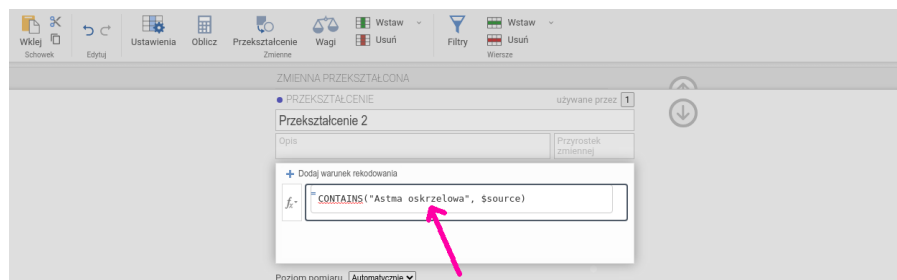 Wklej
Schowek
Edytuj
Ustawienia
Oblicz
Przekształcenie
Wagi
Wstaw
Usuń
Zmienne
Filtry
Wstaw
Usuń
Wiersze
ZMIENNA PRZEKSZTAŁCONA
PRZEKSZTAŁCENIE
używane przez 1
Przekształcenie 2
Opis
Przyrostek
zmiennej
+ Dodaj warunek rekodowania
fx
= CONTAINS("Astma oskrzelowa", $source)
Poziom pomiaru Automatycznie